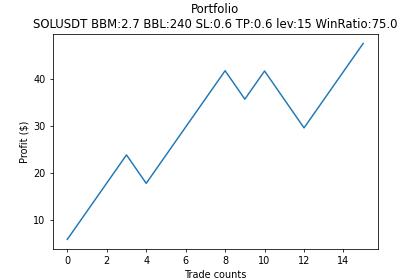 Portfolio
SOLUSDT BBM:2.7 BBL:240 SL:0.6 TP:0.6 lev:15 WinRatio:75.0
Profit ($)
40
30
20
10
0 2 4 6 8 10 12 14
Trade counts